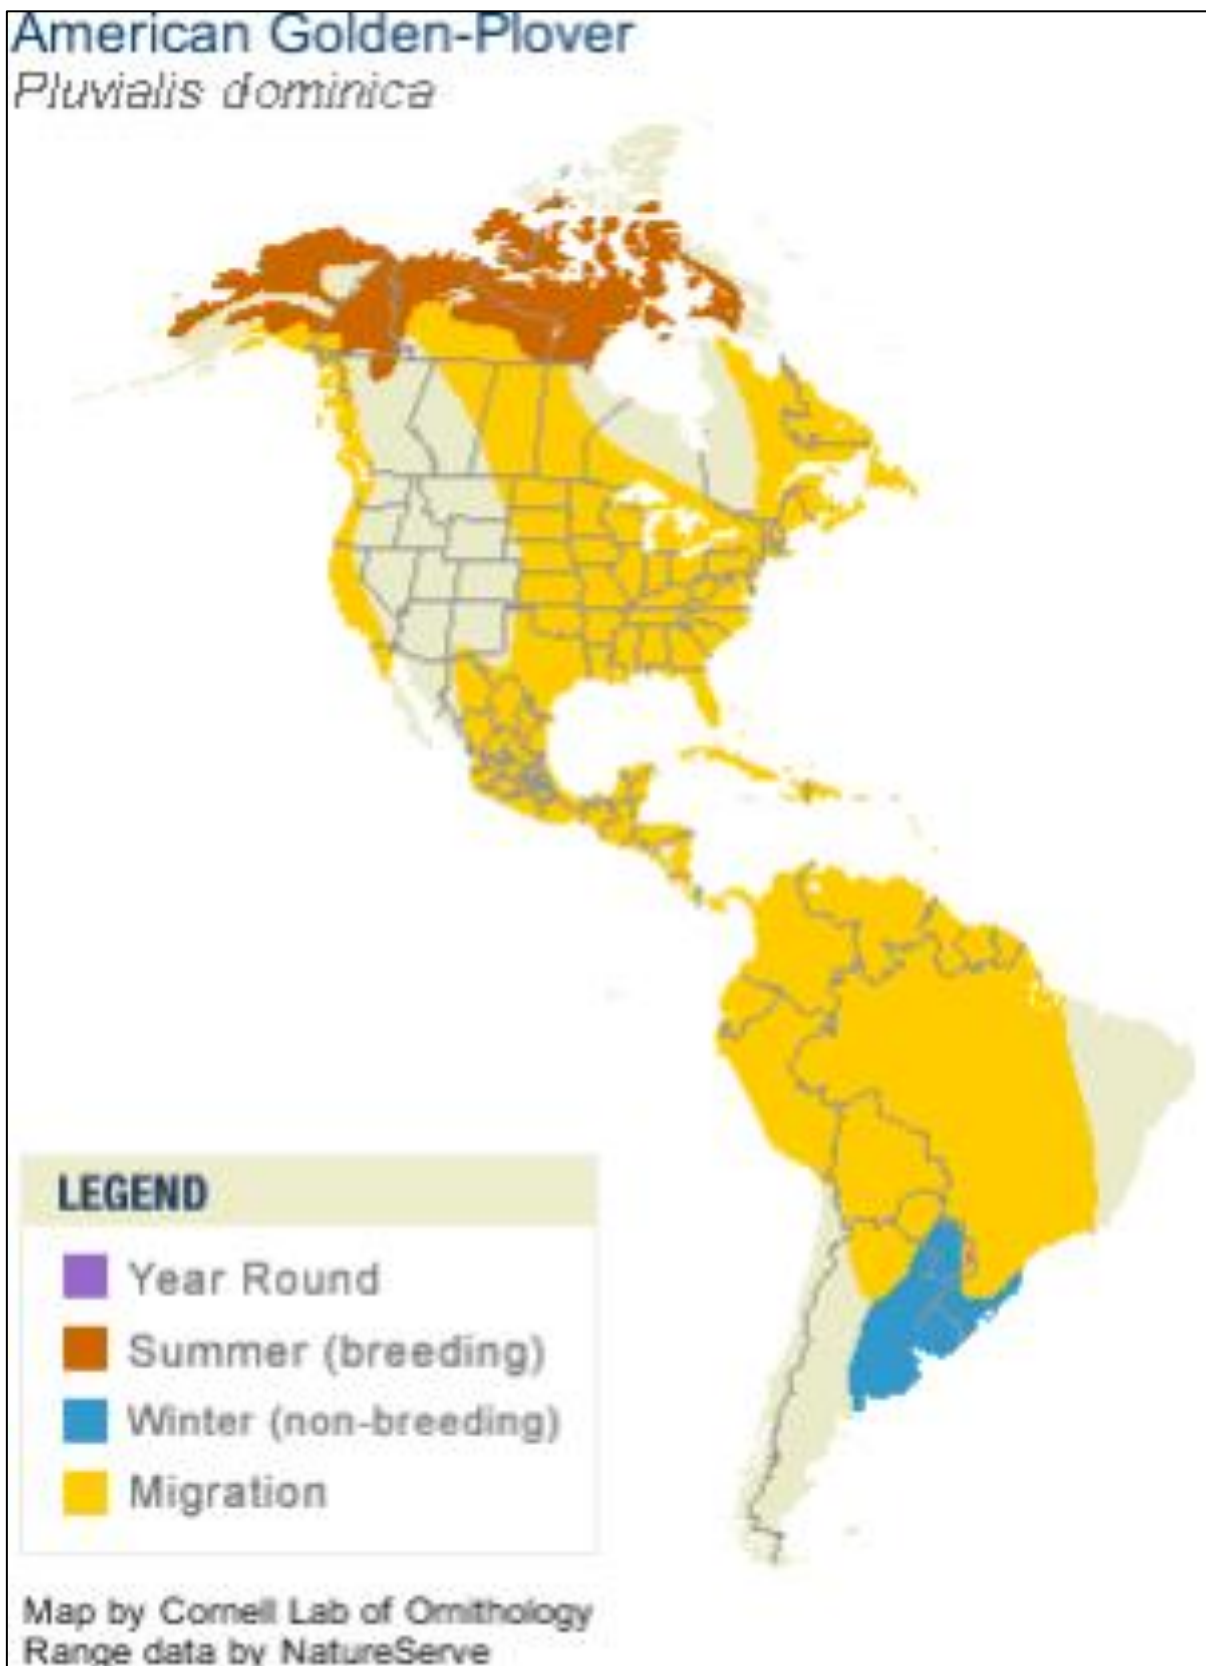 American Golden-Plover
Pluvialis dominica
LEGEND
Year Round
Summer (breeding)
Winter (non-breeding)
Migration
Map by Cornell Lab of Ornithology
Range data by NatureServe